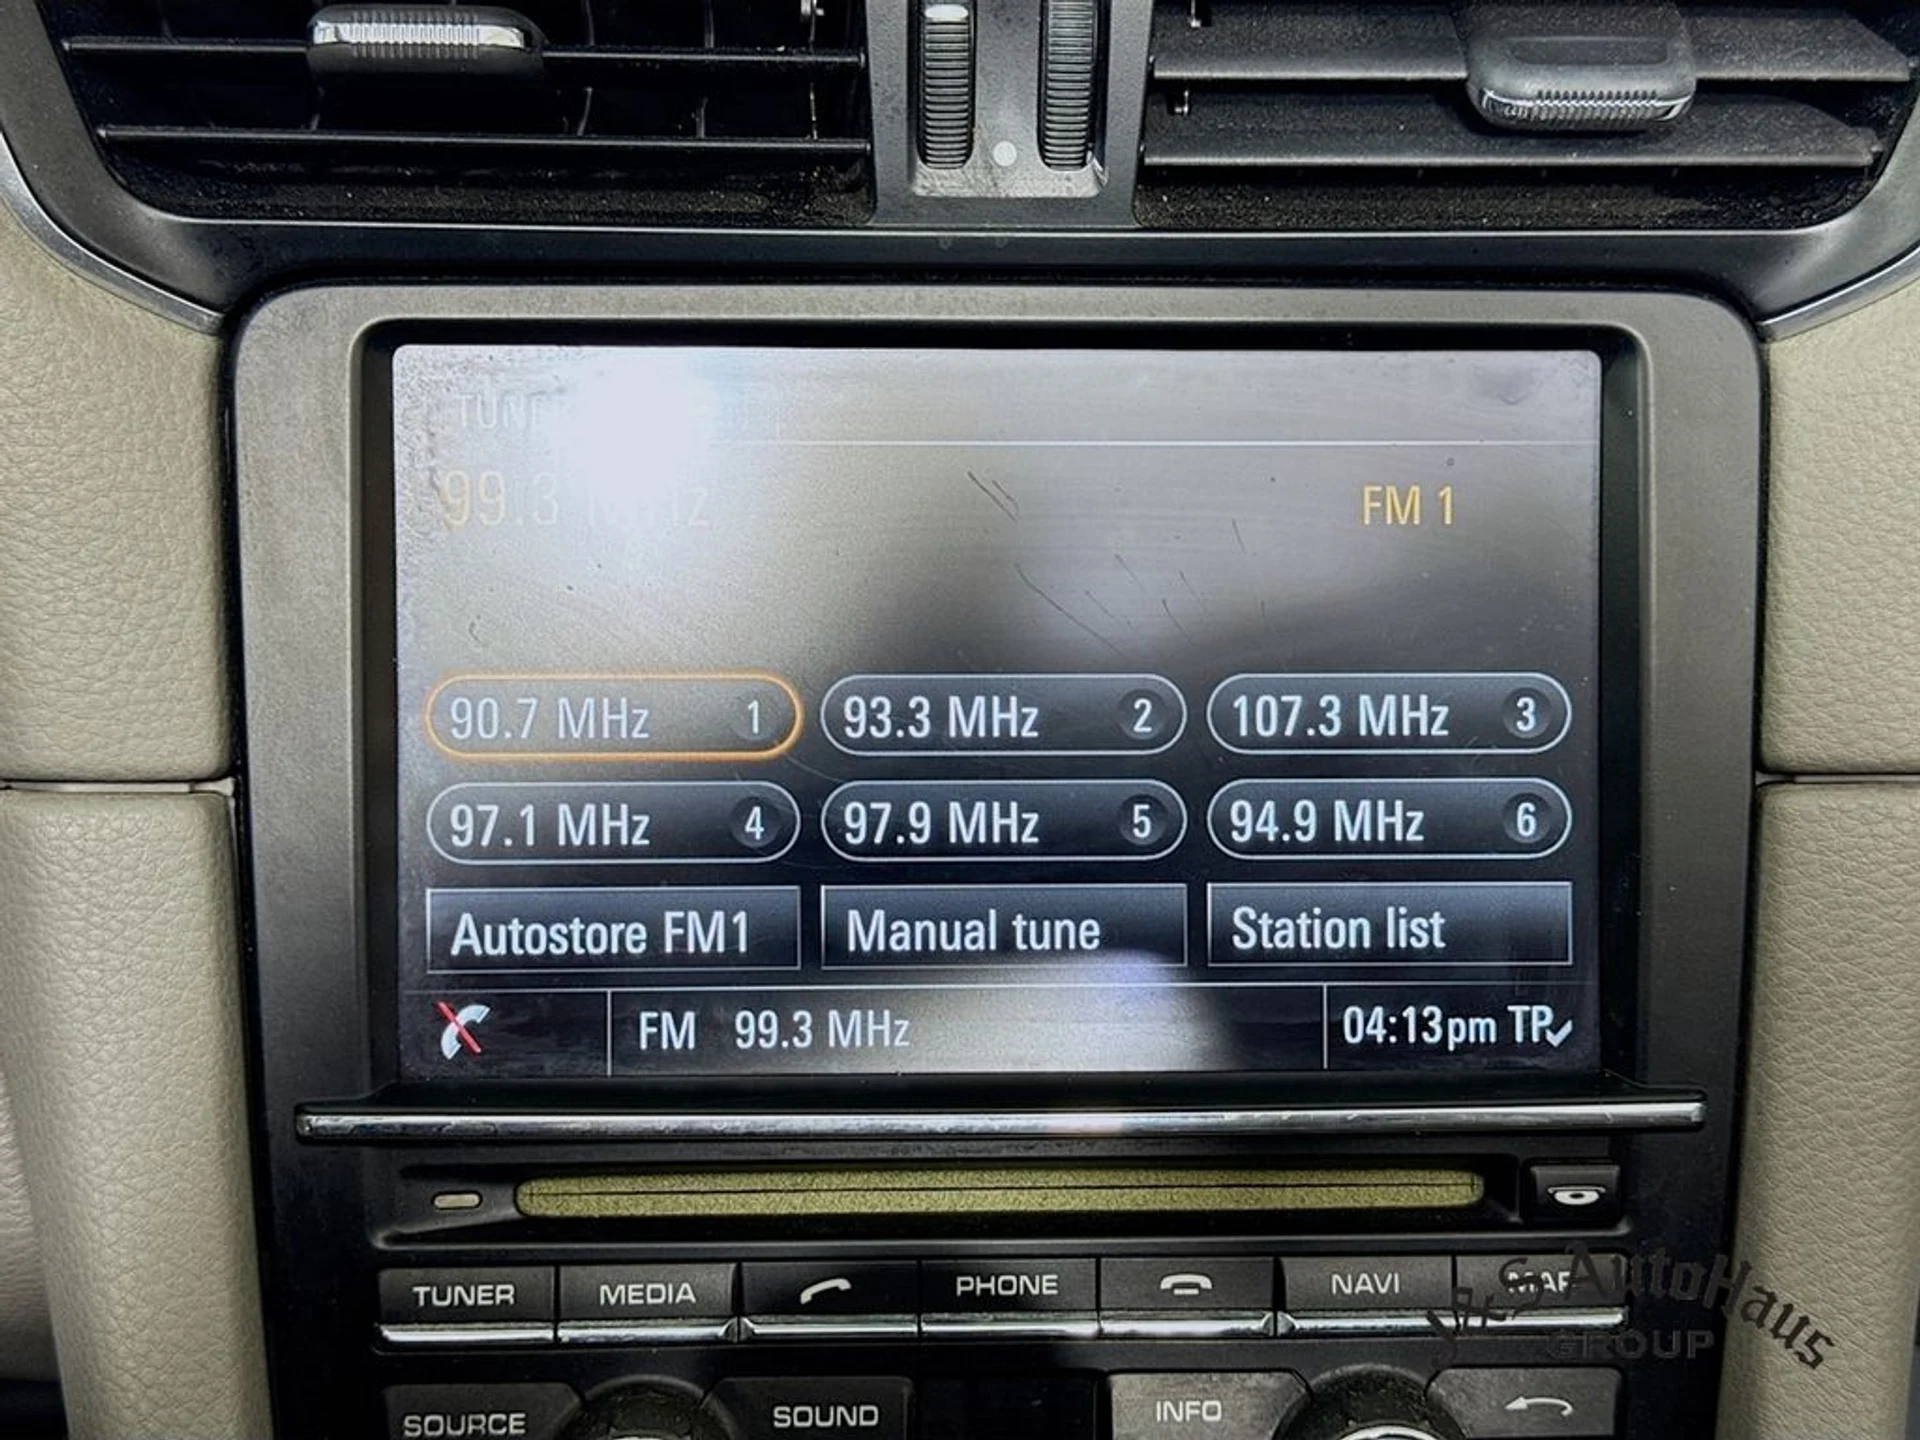 TUNER
99.3 MHz FM 1
90.7 MHz 1 93.3 MHz 2 107.3 MHz 3
97.1 MHz 4 97.9 MHz 5 94.9 MHz 6
Autostore FM1 Manual tune Station list
FM 99.3 MHz 04:13pm TP
TUNER MEDIA PHONE NAVI MAP
AutoHaus
GROUP
SOURCE SOUND INFO